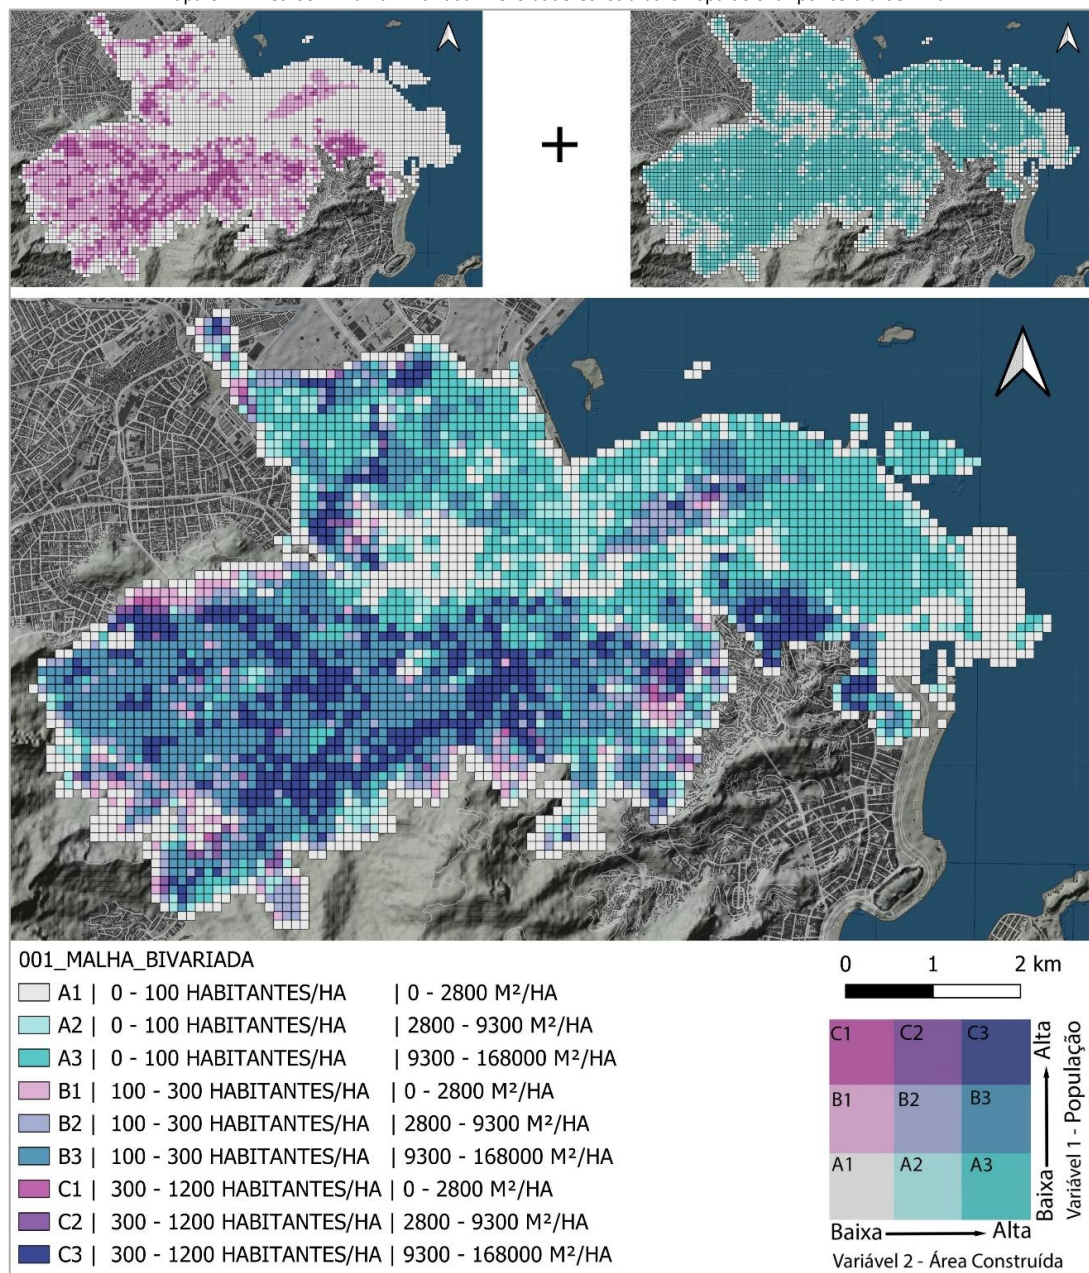 +
001_MALHA_BIVARIADA
A1 | 0 - 100 HABITANTES/HA | 0 - 2800 M²/HA
A2 | 0 - 100 HABITANTES/HA | 2800 - 9300 M²/HA
A3 | 0 - 100 HABITANTES/HA | 9300 - 168000 M²/HA
B1 | 100 - 300 HABITANTES/HA | 0 - 2800 M²/HA
B2 | 100 - 300 HABITANTES/HA | 2800 - 9300 M²/HA
B3 | 100 - 300 HABITANTES/HA | 9300 - 168000 M²/HA
C1 | 300 - 1200 HABITANTES/HA | 0 - 2800 M²/HA
C2 | 300 - 1200 HABITANTES/HA | 2800 - 9300 M²/HA
C3 | 300 - 1200 HABITANTES/HA | 9300 - 168000 M²/HA
0 1 2 km
C1 C2 C3
B1 B2 B3
A1 A2 A3
Baixa Alta
Variável 1 - População
Baixa Alta
Variável 2 - Área Construída